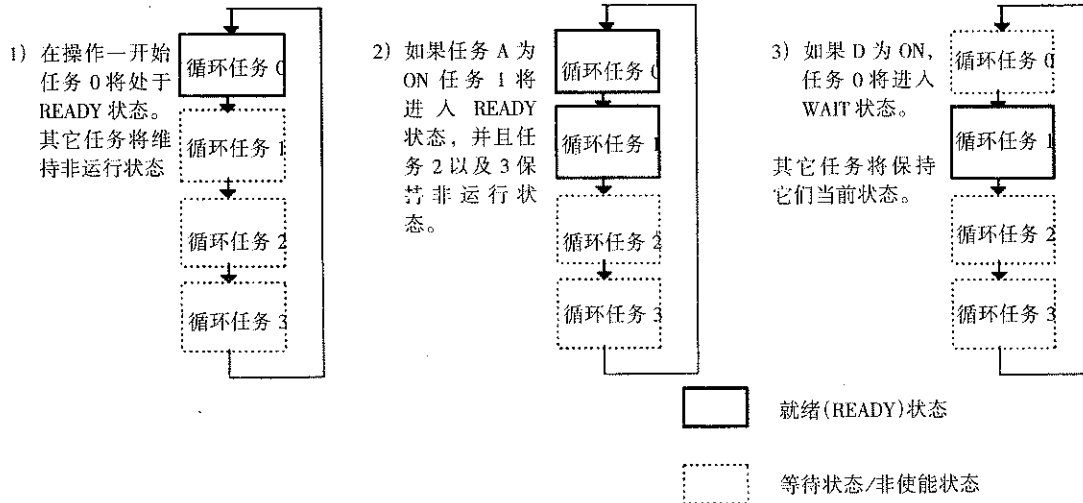 1) 在操作一开始
任务 0 将处于
READY 状态。
其它任务将维
持非运行状态
循环任务 0
循环任务 1
循环任务 2
循环任务 3
2) 如果任务 A 为
ON 任务 1 将
进入 READY
状态，并且任
务 2 以及 3 保
持非运行状
态。
循环任务 0
循环任务 1
循环任务 2
循环任务 3
3) 如果 D 为 ON，
任务 0 将进入
WAIT 状态。
其它任务将保持
它们当前状态。
循环任务 0
循环任务 1
循环任务 2
循环任务 3
就绪(READY)状态
等待状态/非使能状态